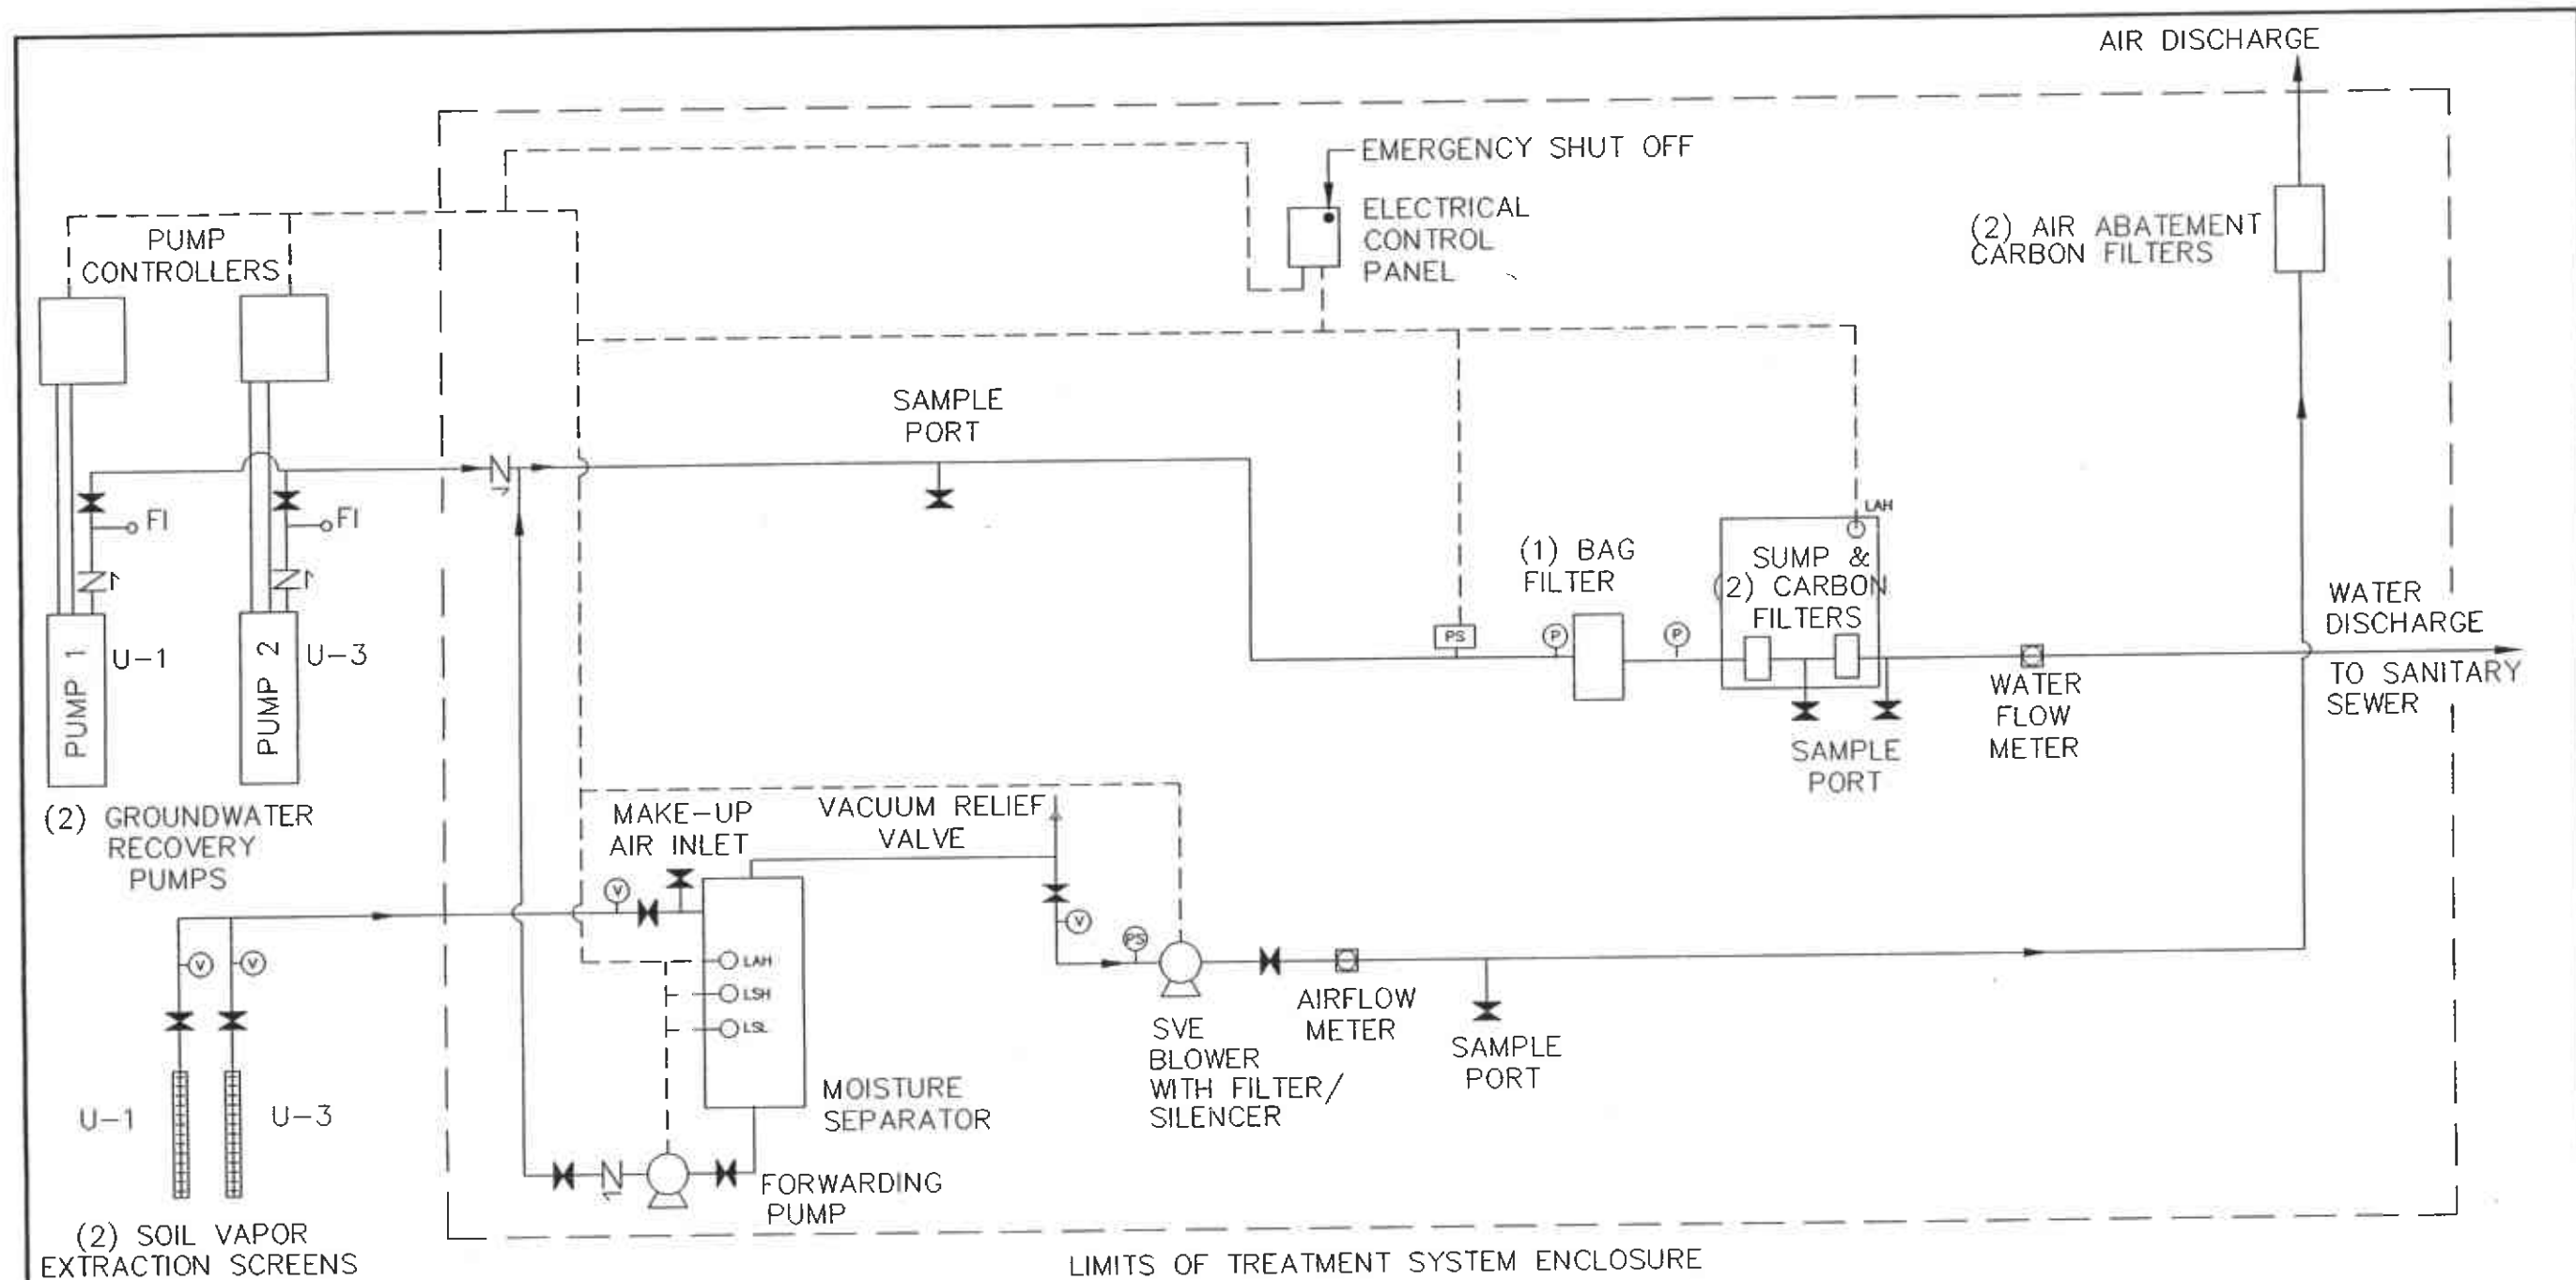 AIR DISCHARGE
EMERGENCY SHUT OFF
ELECTRICAL
CONTROL
PANEL
(2) AIR ABATEMENT
CARBON FILTERS
PUMP
CONTROLLERS
SAMPLE
PORT
FI
FI
LAH
(1) BAG
FILTER
SUMP &
(2) CARBON
FILTERS
PS
P
P
WATER
DISCHARGE
TO SANITARY
SEWER
WATER
FLOW
METER
SAMPLE
PORT
PUMP 1
U-1
PUMP 2
U-3
(2) GROUNDWATER
RECOVERY
PUMPS
MAKE-UP
AIR INLET
VACUUM RELIEF
VALVE
V
V
PS
V
V
LAH
LSH
LSL
AIRFLOW
METER
SVE
BLOWER
WITH FILTER/
SILENCER
SAMPLE
PORT
MOISTURE
SEPARATOR
U-1
U-3
FORWARDING
PUMP
(2) SOIL VAPOR
EXTRACTION SCREENS
LIMITS OF TREATMENT SYSTEM ENCLOSURE